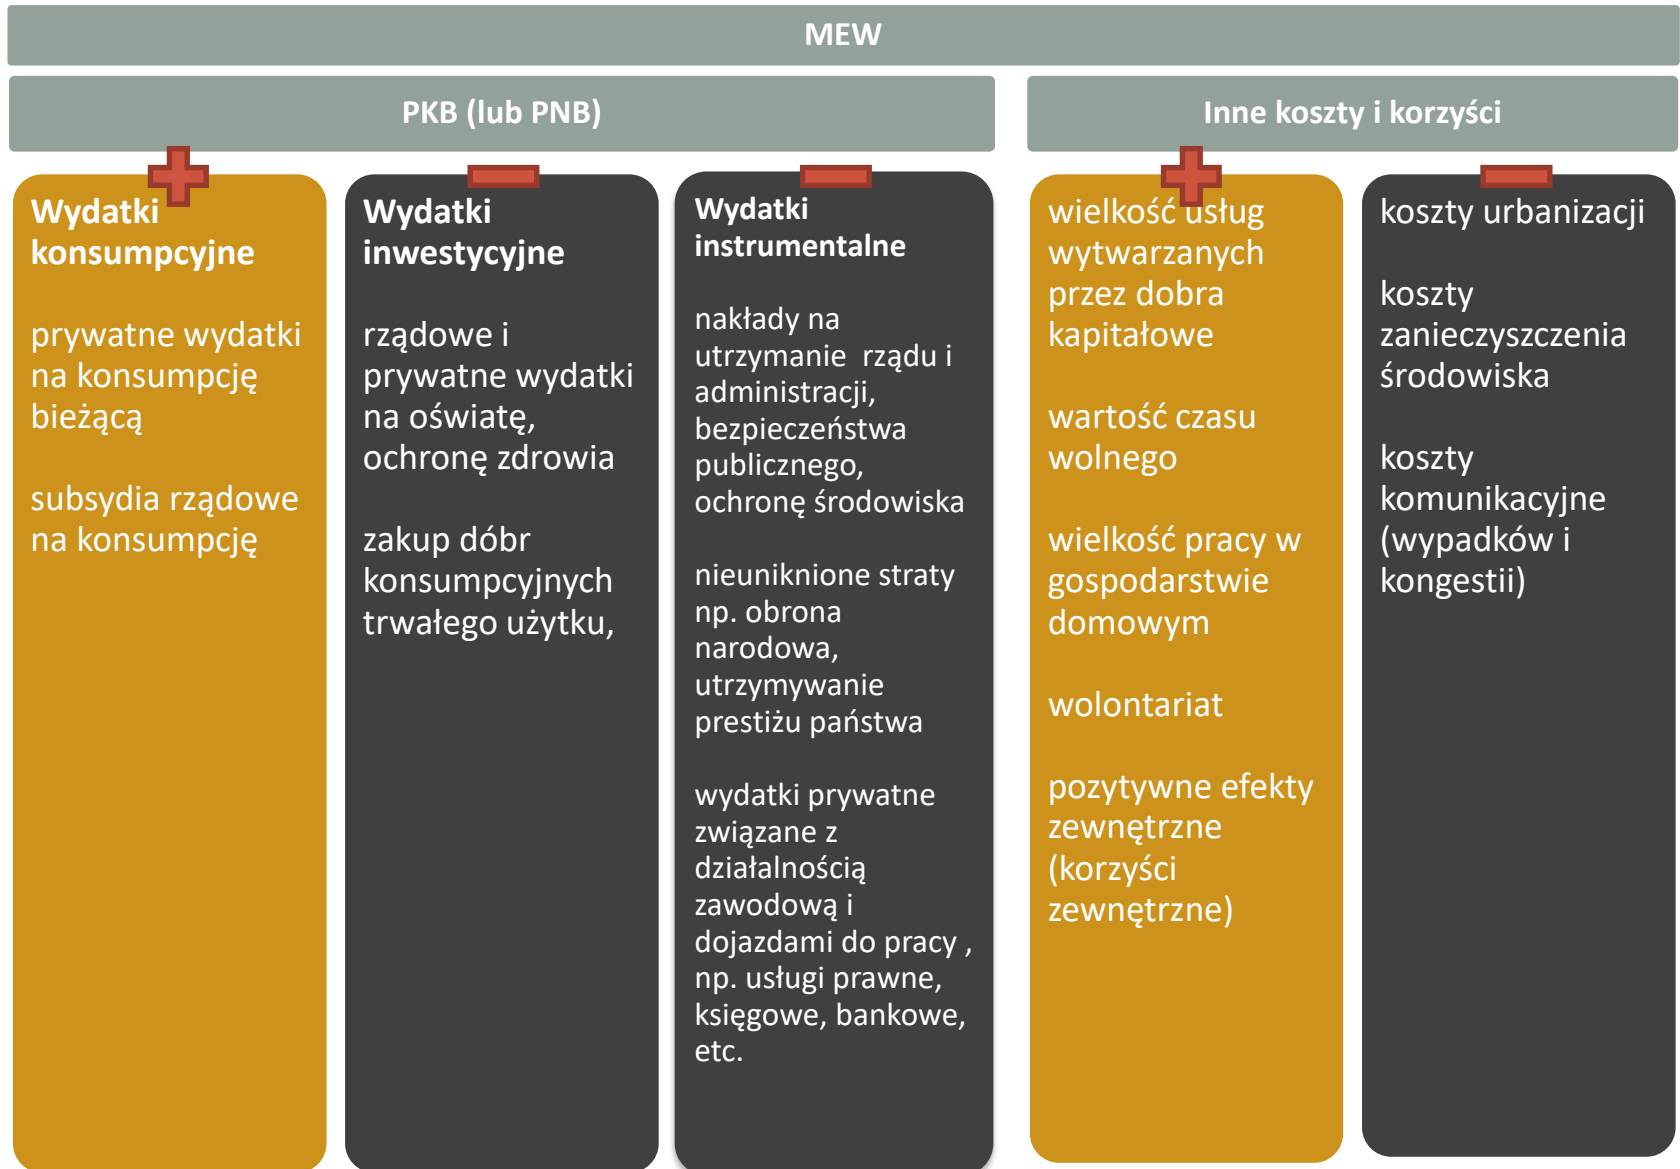 MEW
PKB (lub PNB)
Inne koszty i korzyści
Wydatki
konsumpcyjne
prywatne wydatki
na konsumpcję
bieżącą
subsydia rządowe
na konsumpcję
Wydatki
inwestycyjne
rządowe i
prywatne wydatki
na oświatę,
ochronę zdrowia
zakup dóbr
konsumpcyjnych
trwałego użytku,
Wydatki
instrumentalne
nakłady na
utrzymanie rządu i
administracji,
bezpieczeństwa
publicznego,
ochronę środowiska
nieuniknione straty
np. obrona
narodowa,
utrzymywanie
prestiżu państwa
wydatki prywatne
związane z
działalnością
zawodową i
dojazdami do pracy ,
np. usługi prawne,
księgowe, bankowe,
etc.
wielkość usług
wytwarzanych
przez dobra
kapitałowe
wartość czasu
wolnego
wielkość pracy w
gospodarstwie
domowym
wolontariat
pozytywne efekty
zewnętrzne
(korzyści
zewnętrzne)
koszty urbanizacji
koszty
zanieczyszczenia
środowiska
koszty
komunikacyjne
(wypadków i
kongestii)